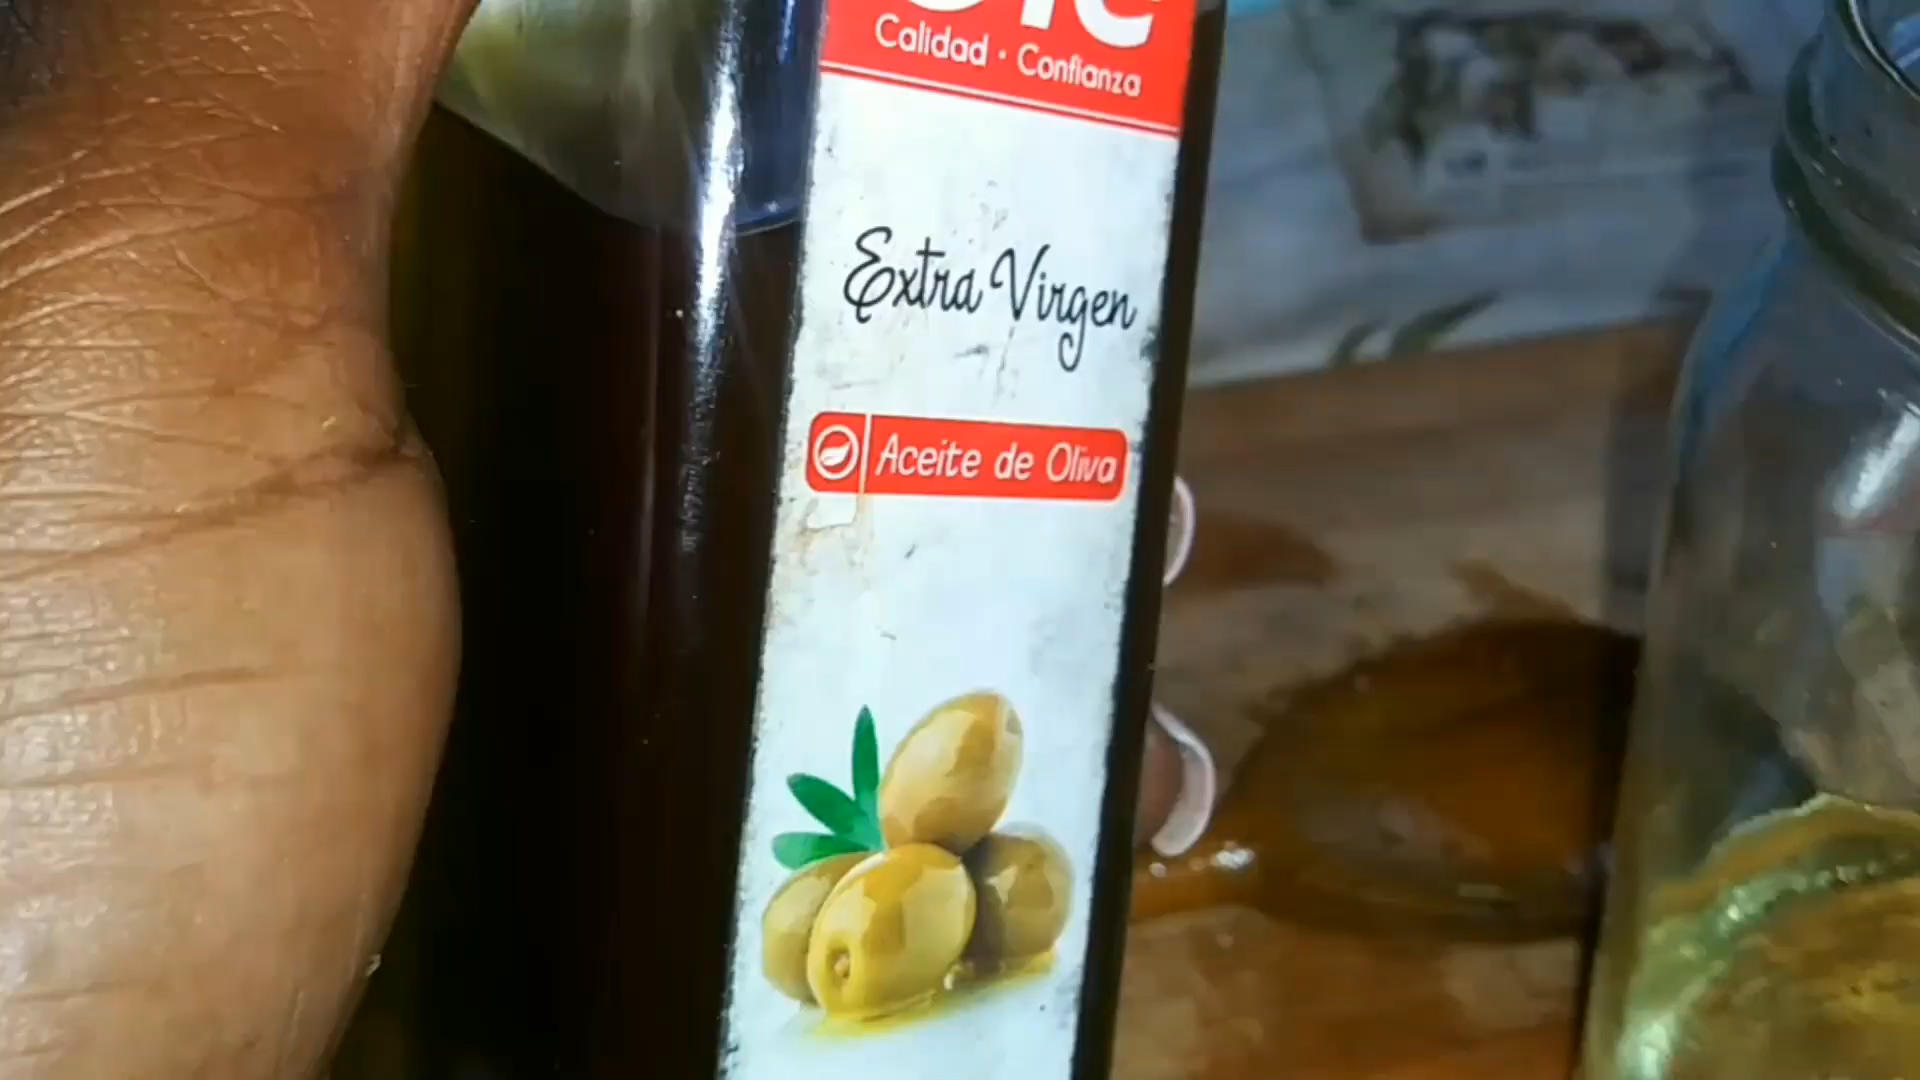 Calidad · Confianza
Extra Virgen
Aceite de Oliva